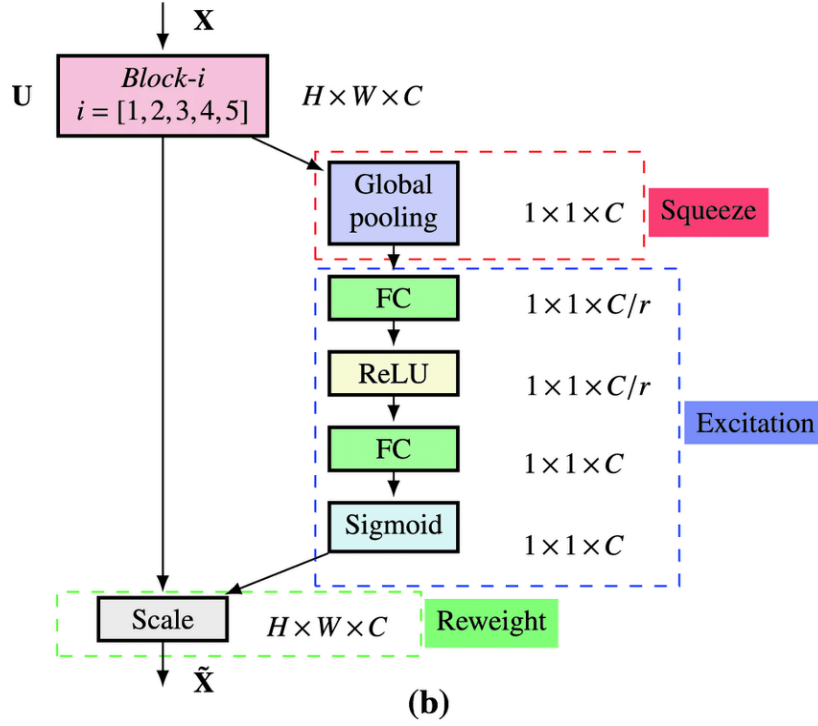 X
U
Block-i
i = [1, 2, 3, 4, 5]
H × W × C
Global
pooling
1 × 1 × C
Squeeze
FC
1 × 1 × C/r
ReLU
1 × 1 × C/r
Excitation
FC
1 × 1 × C
Sigmoid
1 × 1 × C
Scale
H × W × C
Reweight
X̃
(b)